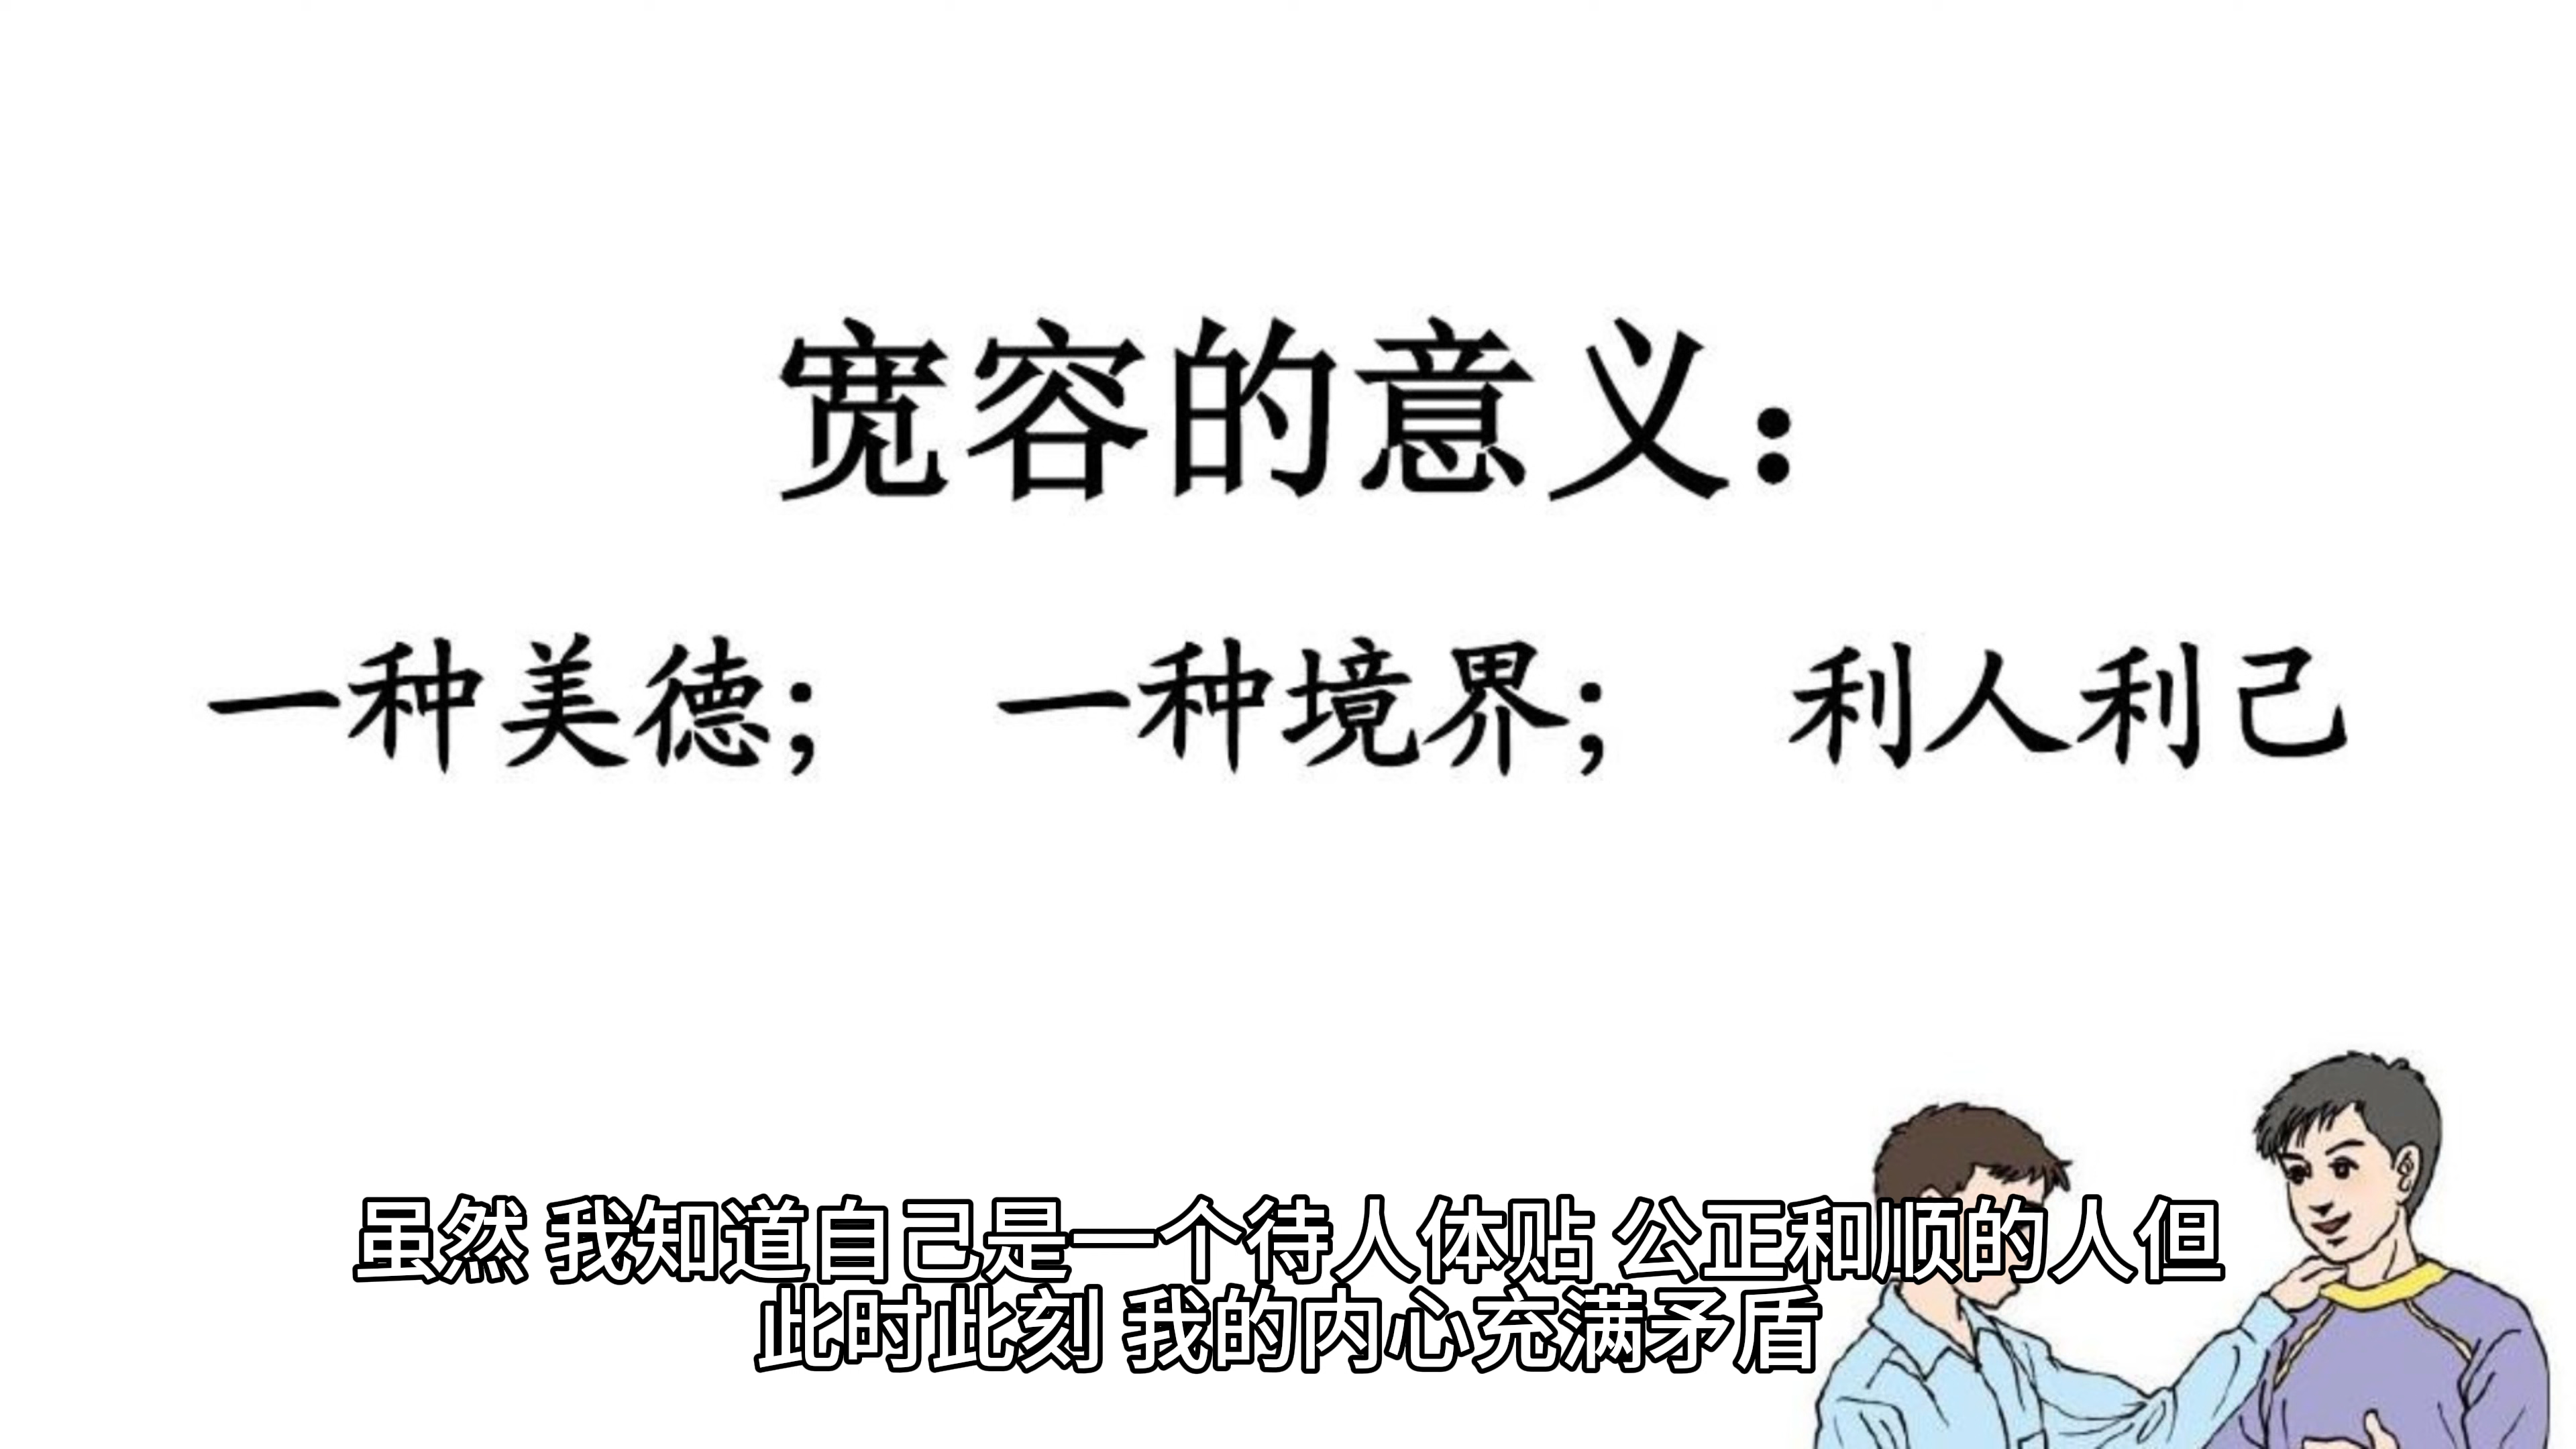 宽容的意义：
一种美德； 一种境界； 利人利己
虽然 我知道自己是一个待人体贴 公正和顺的人但
此时此刻 我的内心充满矛盾